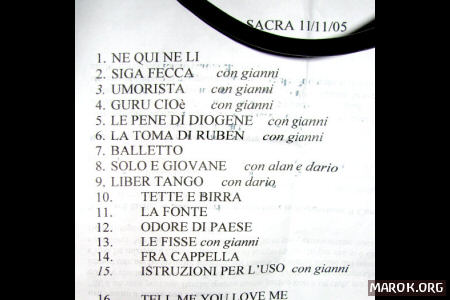 SACRA 11/11/05
1. NE QUI NE LI
2. SIGA FECCA con gianni
3. UMORISTA con gianni
4. GURU CIOè con gianni
5. LE PENE DI DIOGENE con gianni
6. LA TOMA DI RUBEN con gianni
7. BALLETTO
8. SOLO E GIOVANE con alan e dario
9. LIBER TANGO con dario
10. TETTE E BIRRA
11. LA FONTE
12. ODORE DI PAESE
13. LE FISSE con gianni
14. FRA CAPPELLA
15. ISTRUZIONI PER L'USO con gianni
16. TELL ME YOU LOVE ME
MAROK.ORG